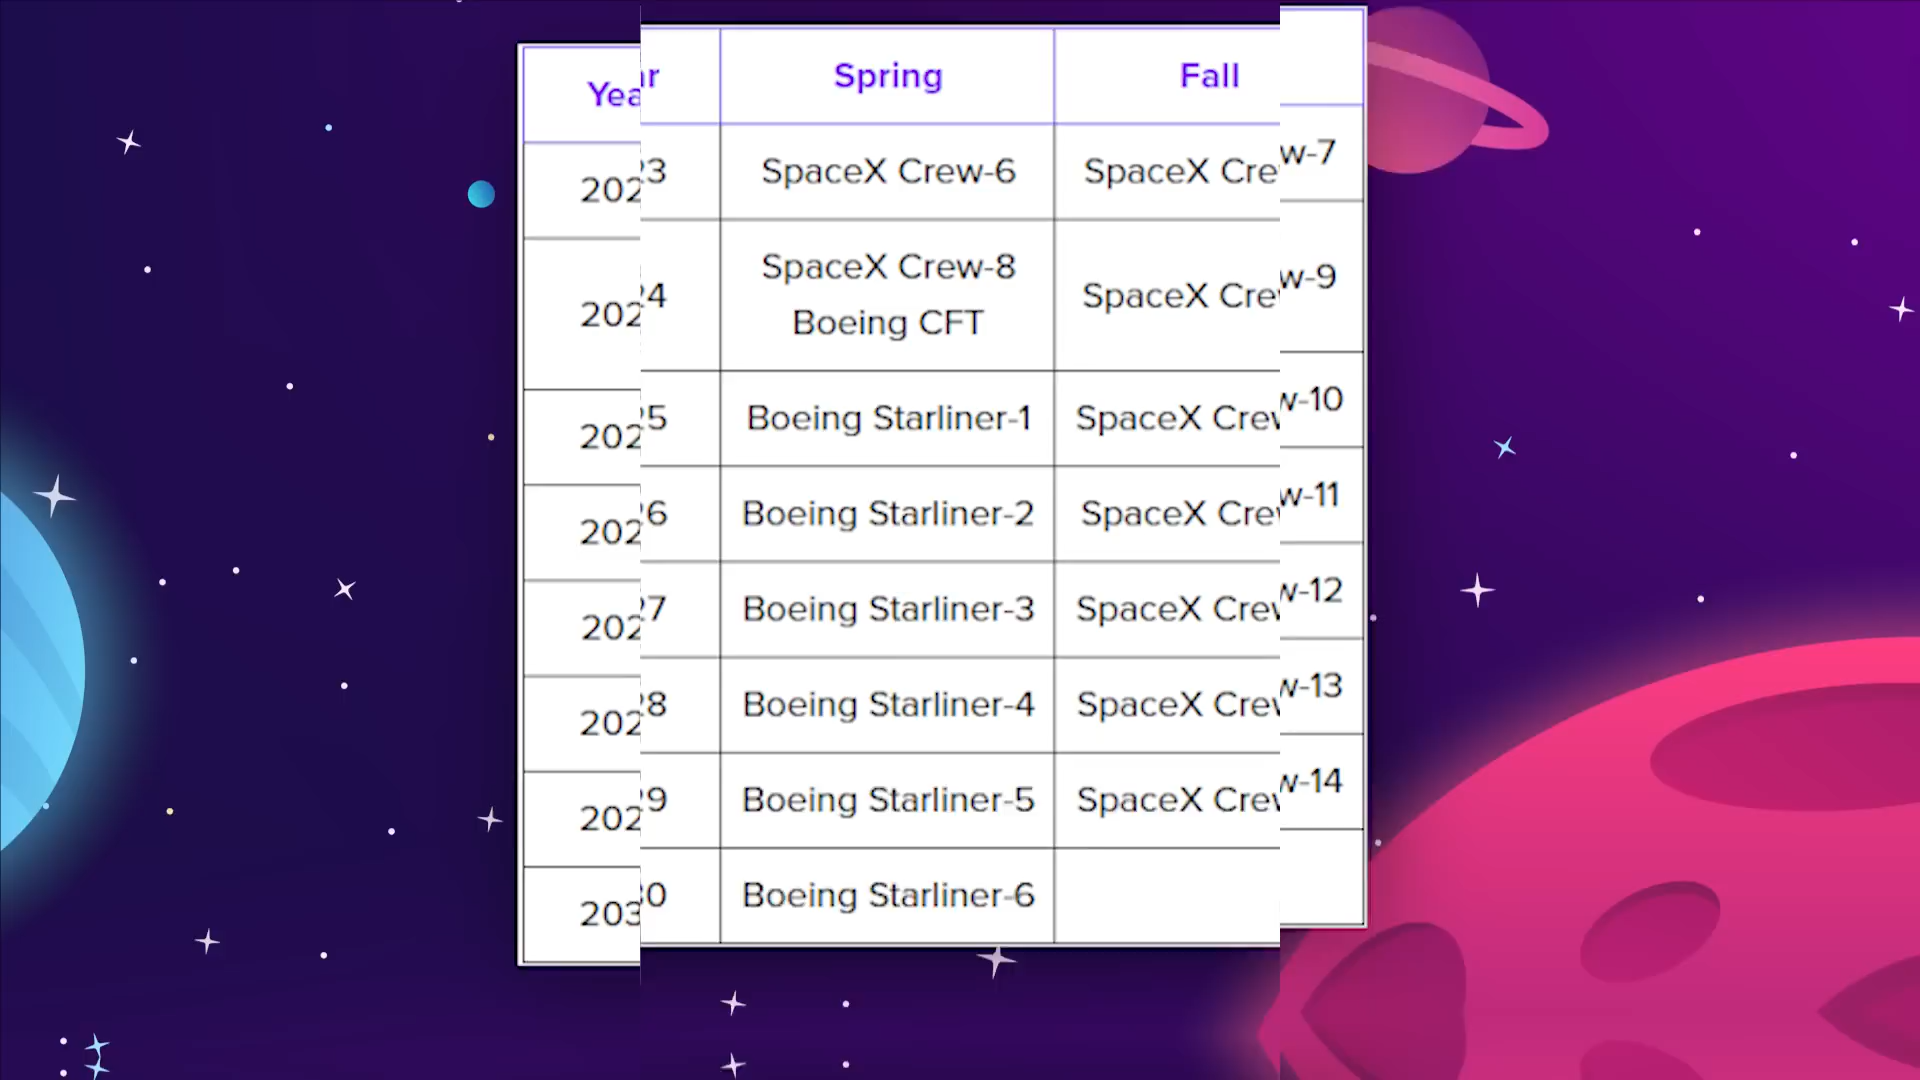 Year Spring Fall
2023 SpaceX Crew-6 SpaceX Crew-7
2024 SpaceX Crew-8 Boeing CFT SpaceX Crew-9
2025 Boeing Starliner-1 SpaceX Crew-10
2026 Boeing Starliner-2 SpaceX Crew-11
2027 Boeing Starliner-3 SpaceX Crew-12
2028 Boeing Starliner-4 SpaceX Crew-13
2029 Boeing Starliner-5 SpaceX Crew-14
2030 Boeing Starliner-6